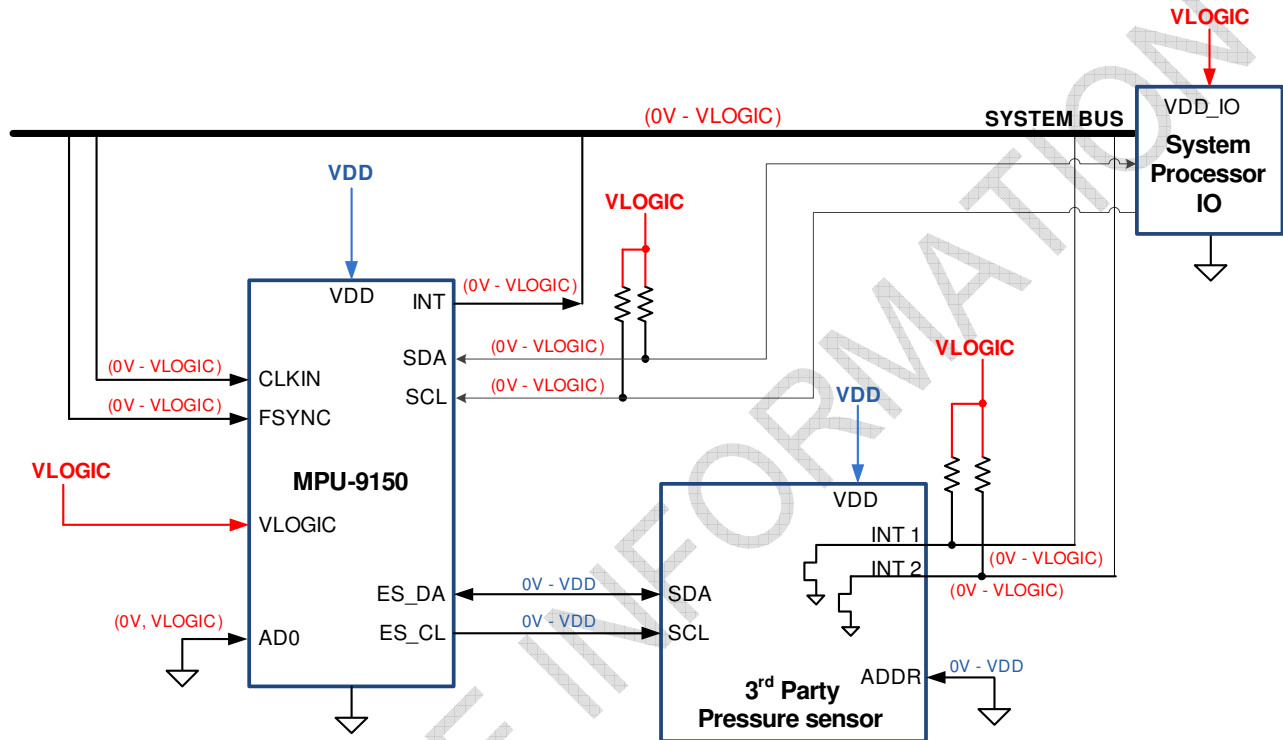 VLOGIC
VDD_IO
System
Processor
IO
(0V - VLOGIC)
SYSTEM BUS
VDD
VLOGIC
VDD
INT
(0V - VLOGIC)
SDA
(0V - VLOGIC)
SCL
(0V - VLOGIC)
(0V - VLOGIC)
CLKIN
(0V - VLOGIC)
FSYNC
MPU-9150
VLOGIC
VLOGIC
ES_DA
0V - VDD
ES_CL
0V - VDD
(0V, VLOGIC)
AD0
VLOGIC
VDD
VDD
INT 1
(0V - VLOGIC)
INT 2
(0V - VLOGIC)
SDA
SCL
ADDR
0V - VDD
3rd Party
Pressure sensor
E INFORMATION